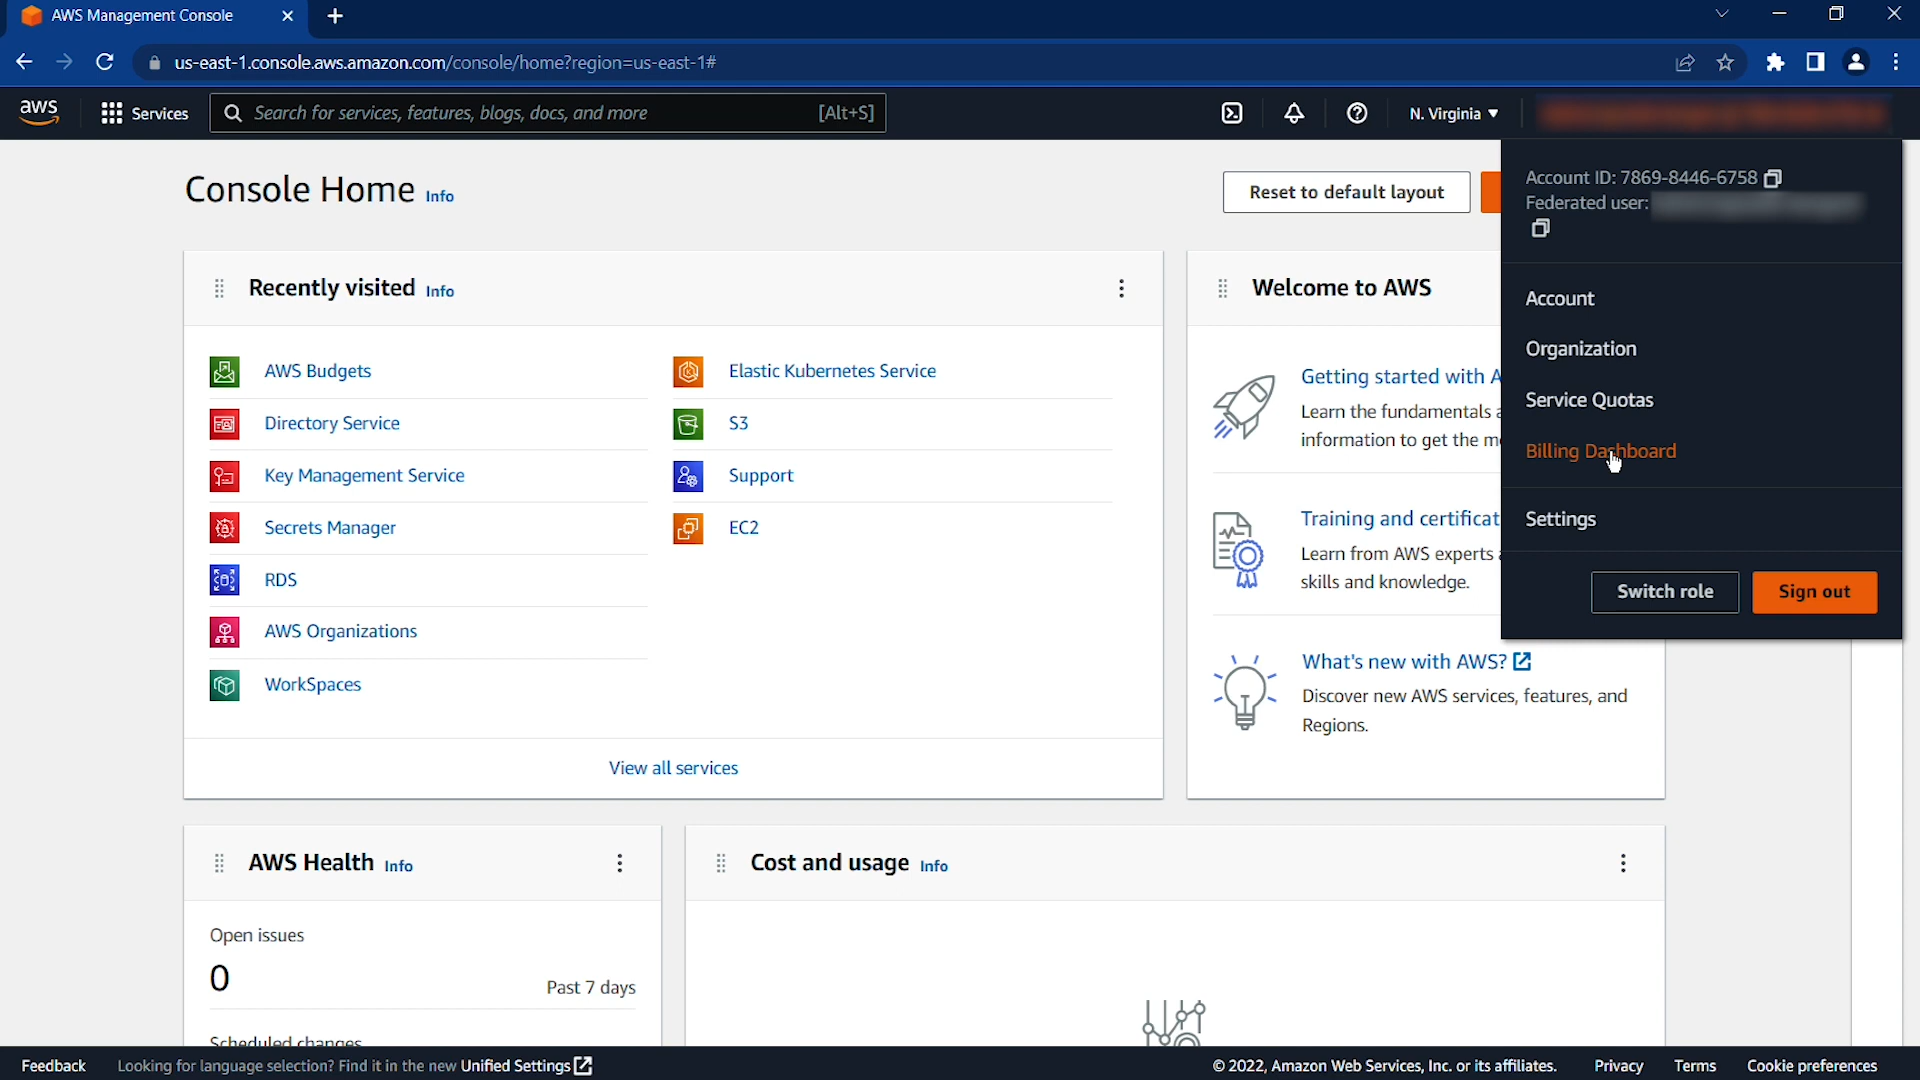 AWS Management Console
us-east-1.console.aws.amazon.com/console/home?region=us-east-1#
aws
Services
Search for services, features, blogs, docs, and more
[Alt+S]
N. Virginia
Console Home Info
Reset to default layout
Account ID: 7869-8446-6758
Federated user:
Account
Organization
Service Quotas
Billing Dashboard
Settings
Switch role
Sign out
Recently visited Info
AWS Budgets
Directory Service
Key Management Service
Secrets Manager
RDS
AWS Organizations
WorkSpaces
Elastic Kubernetes Service
S3
Support
EC2
View all services
Welcome to AWS
Getting started with A
Learn the fundamentals
information to get the m
Training and certificat
Learn from AWS experts
skills and knowledge.
What's new with AWS?
Discover new AWS services, features, and
Regions.
AWS Health Info
Open issues
0
Past 7 days
Scheduled changes
Cost and usage Info
Feedback
Looking for language selection? Find it in the new Unified Settings
© 2022, Amazon Web Services, Inc. or its affiliates.
Privacy
Terms
Cookie preferences